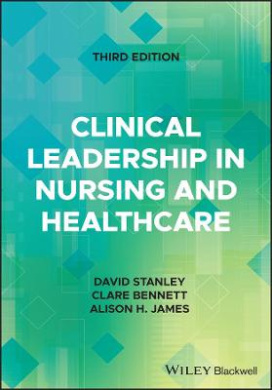 THIRD EDITION
CLINICAL
LEADERSHIP IN
NURSING AND
HEALTHCARE
DAVID STANLEY
CLARE BENNETT
ALISON H. JAMES
WILEY Blackwell